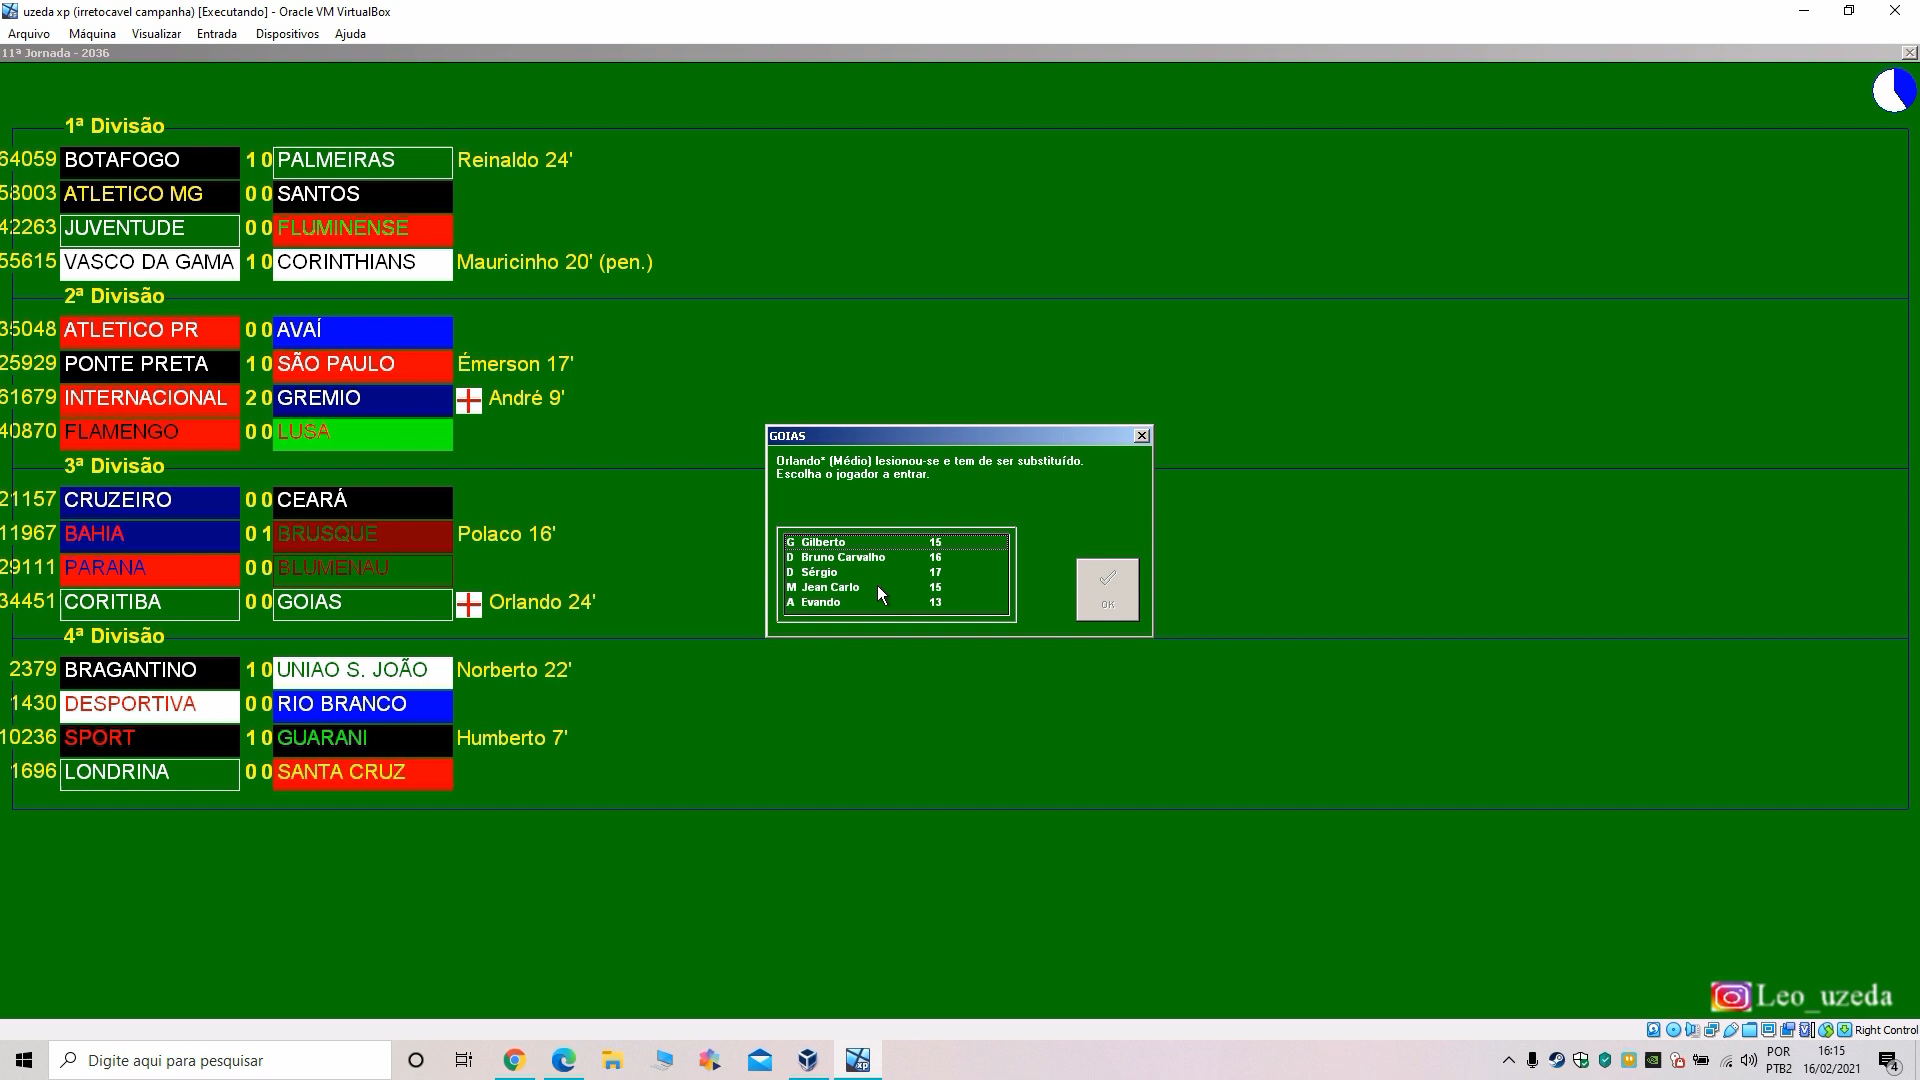 uzeda xp (irretocavel campanha) [Executando] - Oracle VM VirtualBox
Arquivo Máquina Visualizar Entrada Dispositivos Ajuda
11ª Jornada - 2036
1ª Divisão
64059 BOTAFOGO 1 0 PALMEIRAS Reinaldo 24'
58003 ATLETICO MG 0 0 SANTOS
42263 JUVENTUDE 0 0 FLUMINENSE
55615 VASCO DA GAMA 1 0 CORINTHIANS Mauricinho 20' (pen.)
2ª Divisão
35048 ATLETICO PR 0 0 AVAÍ
25929 PONTE PRETA 1 0 SÃO PAULO Émerson 17'
61679 INTERNACIONAL 2 0 GREMIO André 9'
40870 FLAMENGO 0 0 LUSA
3ª Divisão
21157 CRUZEIRO 0 0 CEARÁ
11967 BAHIA 0 1 BRUSQUE Polaco 16'
29111 PARANA 0 0 BLUMENAU
34451 CORITIBA 0 0 GOIAS Orlando 24'
4ª Divisão
2379 BRAGANTINO 1 0 UNIAO S. JOÃO Norberto 22'
1430 DESPORTIVA 0 0 RIO BRANCO
10236 SPORT 1 0 GUARANI Humberto 7'
1696 LONDRINA 0 0 SANTA CRUZ
GOIAS
Orlando* (Médio) lesionou-se e tem de ser substituído.
Escolha o jogador a entrar.
G Gilberto 15
D Bruno Carvalho 16
D Sérgio 17
M Jean Carlo 15
A Evando 13
OK
Leo_uzeda
Right Control
Digite aqui para pesquisar
xp
POR
PTB2
16:15
16/02/2021
4